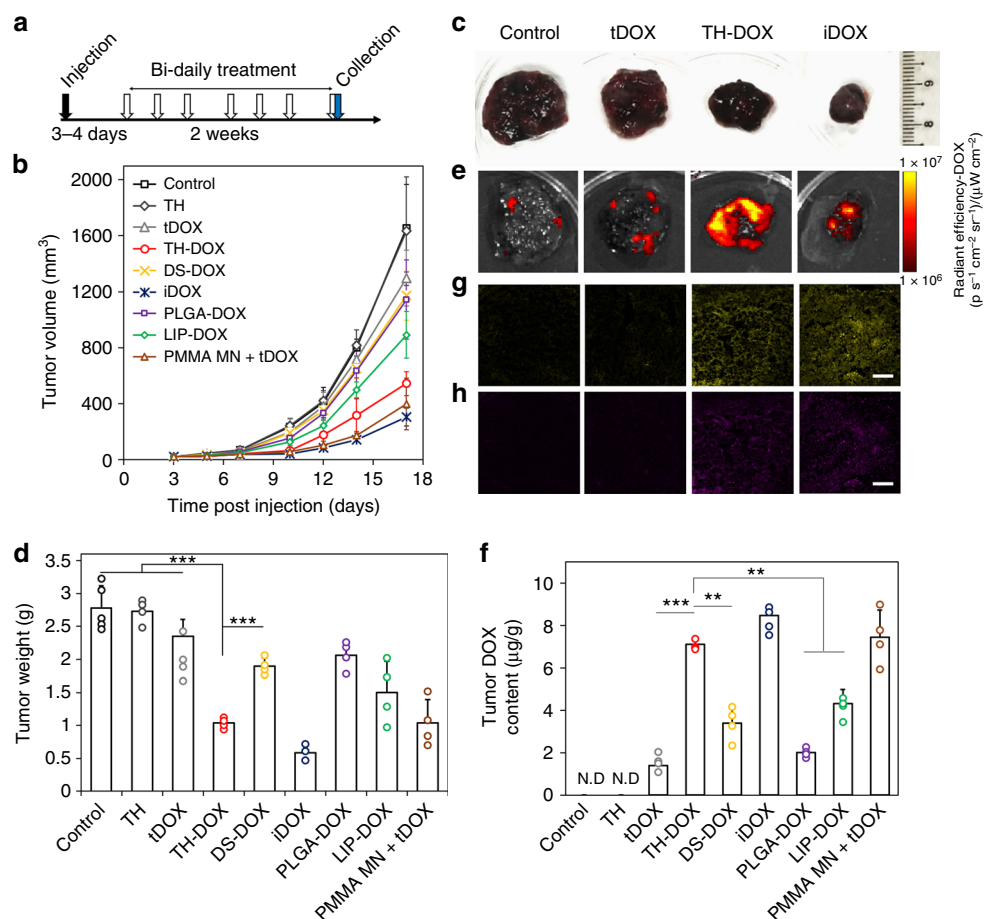 a
Injection
Bi-daily treatment
Collection
3–4 days
2 weeks
b
Tumor volume (mm³)
2000
1600
1200
800
400
0
Control
TH
tDOX
TH-DOX
DS-DOX
iDOX
PLGA-DOX
LIP-DOX
PMMA MN + tDOX
0 3 6 9 12 15 18
Time post injection (days)
c
Control tDOX TH-DOX iDOX
9
8
e
1 × 10⁷
1 × 10⁶
Radiant efficiency-DOX
(p s⁻¹ cm⁻² sr⁻¹)/(μW cm⁻²)
g
h
d
Tumor weight (g)
3.5
3
2.5
2
1.5
1
0.5
0
***
***
Control
TH
tDOX
TH-DOX
DS-DOX
iDOX
PLGA-DOX
LIP-DOX
PMMA MN + tDOX
f
Tumor DOX
content (μg/g)
10
8
6
4
2
0
**
*** **
N.D N.D
Control
TH
tDOX
TH-DOX
DS-DOX
iDOX
PLGA-DOX
LIP-DOX
PMMA MN + tDOX